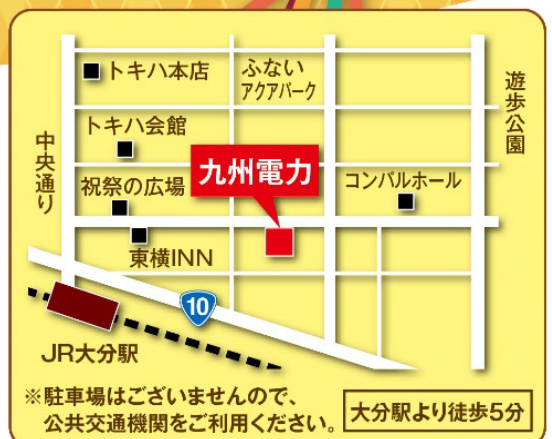 トキハ本店
ふない
アクアパーク
遊歩公園
トキハ会館
中央通り
九州電力
祝祭の広場
コンパルホール
東横INN
10
JR大分駅
※駐車場はございませんので、
公共交通機関をご利用ください。
大分駅より徒歩5分